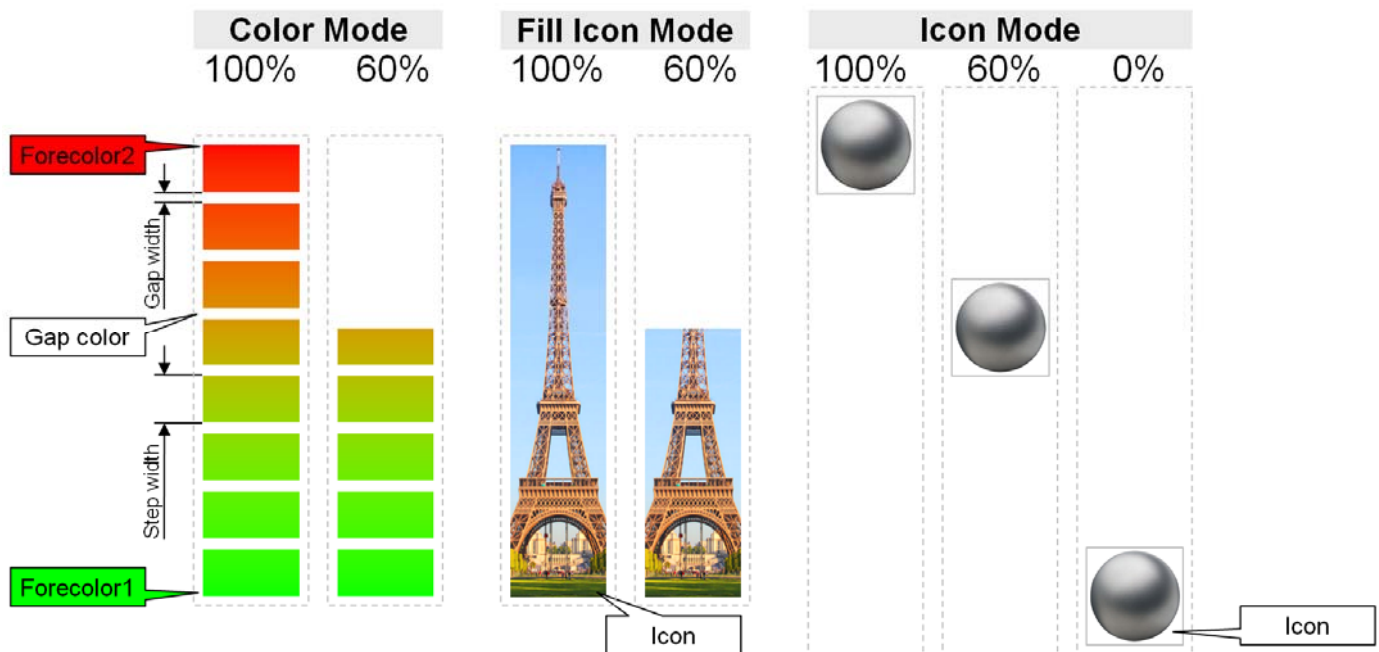 Color Mode
100% 60%
Fill Icon Mode
100% 60%
Icon Mode
100% 60% 0%
Forecolor2
Gap width
Gap color
Step width
Forecolor1
Icon
Icon